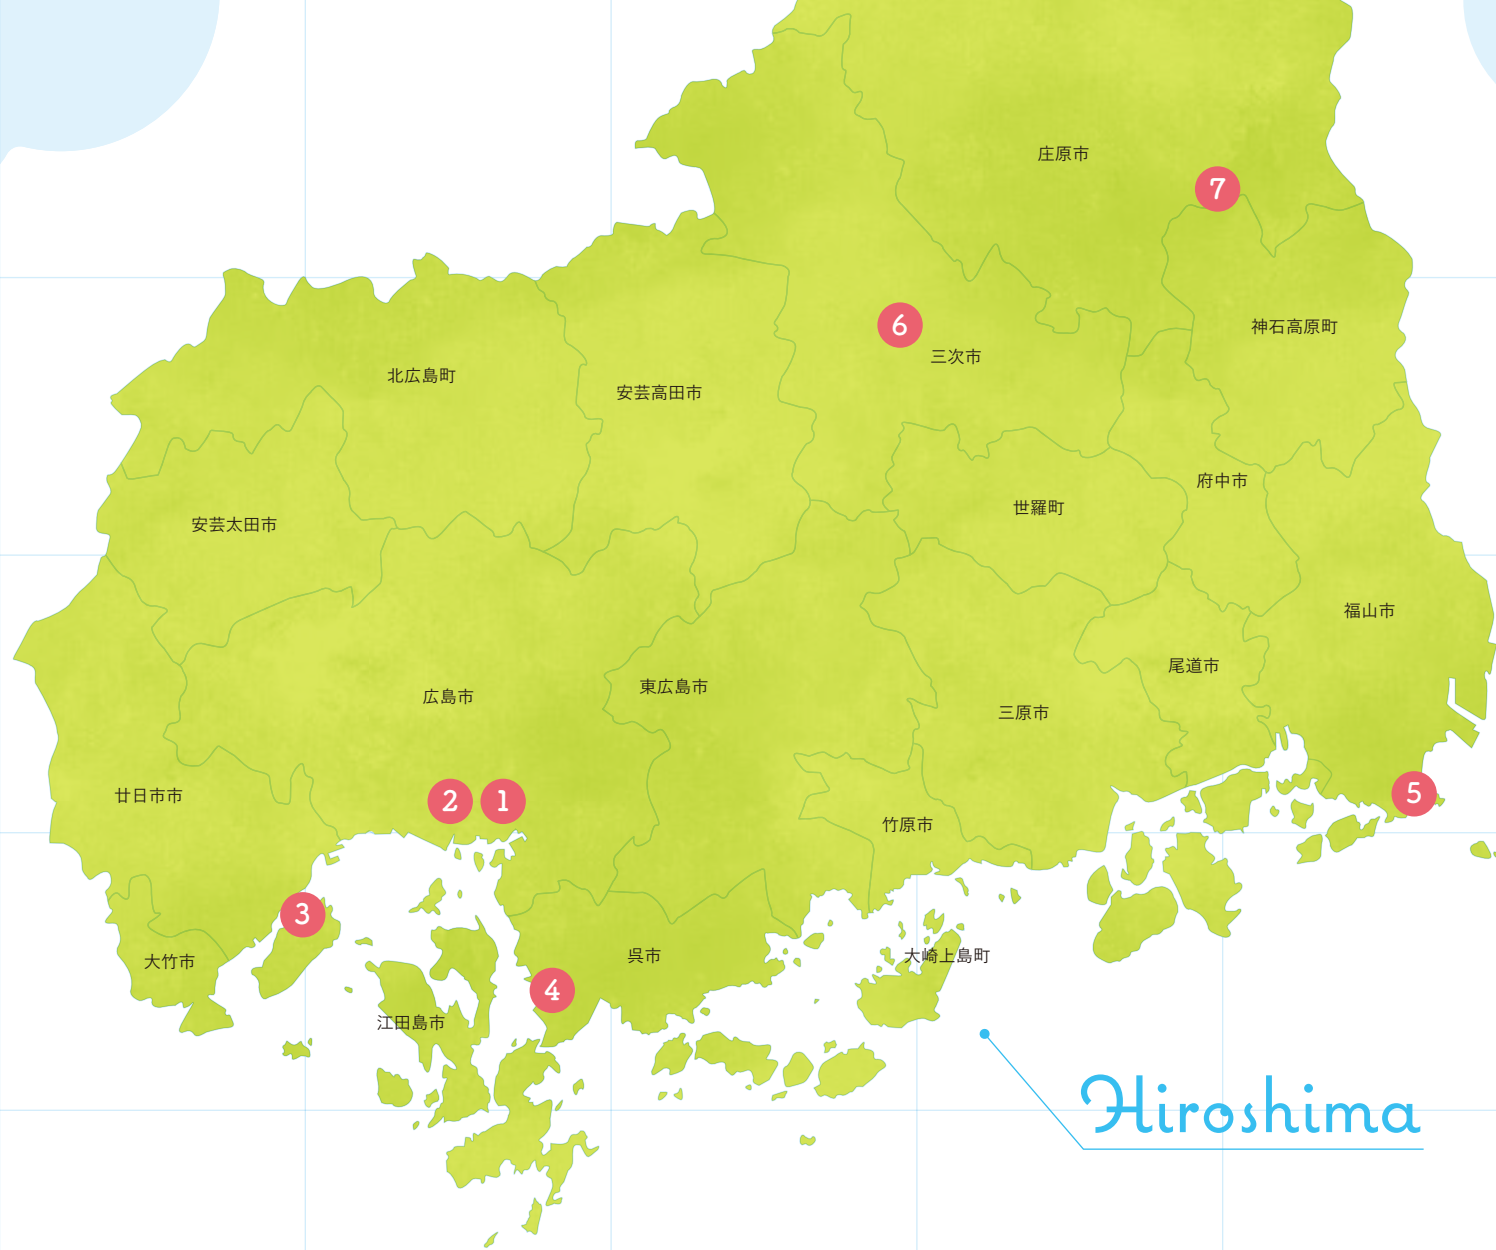 庄原市
7
神石高原町
6
三次市
北広島町
安芸高田市
府中市
世羅町
安芸太田市
福山市
尾道市
東広島市
広島市
三原市
廿日市市
2
1
5
竹原市
3
大竹市
呉市
大崎上島町
4
江田島市
Hiroshima